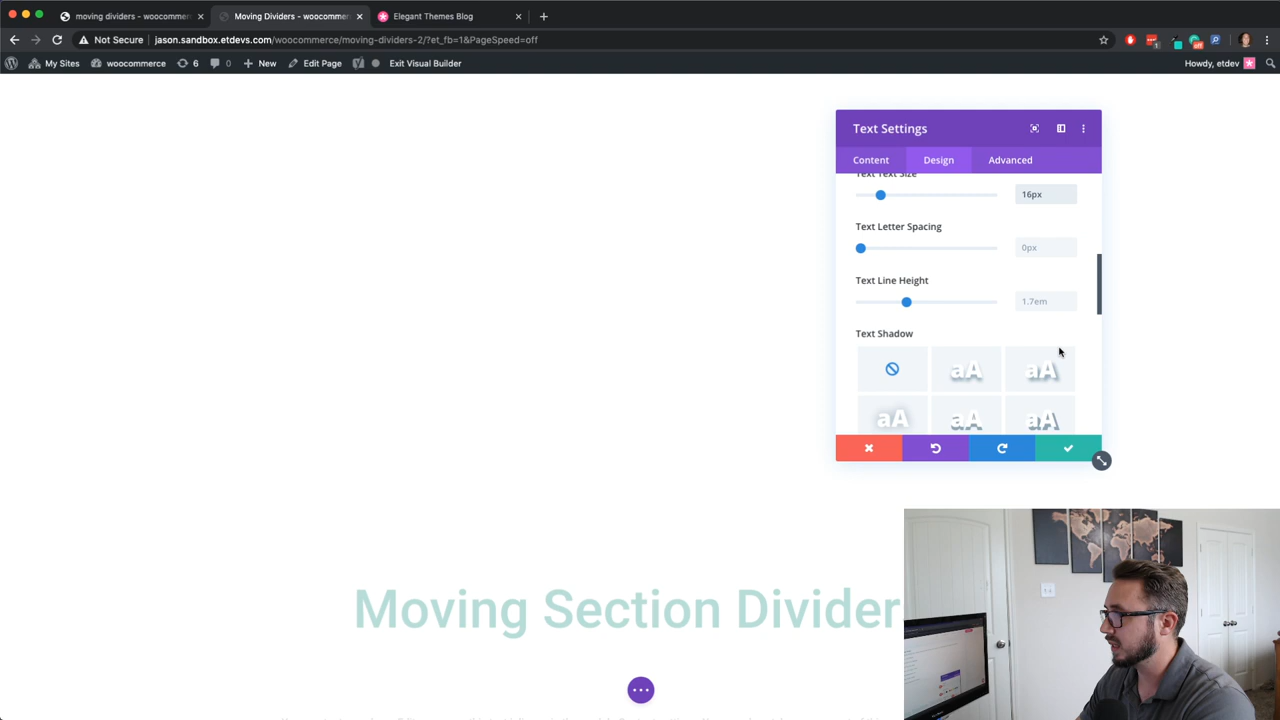 moving dividers – woocommerc
Moving Dividers – woocommer
Elegant Themes Blog
Not Secure
jason.sandbox.etdevs.com/woocommerce/moving-dividers-2/?et_fb=1&PageSpeed=off
My Sites
woocommerce
6
0
New
Edit Page
Exit Visual Builder
Howdy, etdev
Text Settings
Content
Design
Advanced
Text Text Size
16px
Text Letter Spacing
0px
Text Line Height
1.7em
Text Shadow
aA
aA
aA
aA
aA
Moving Section Divider